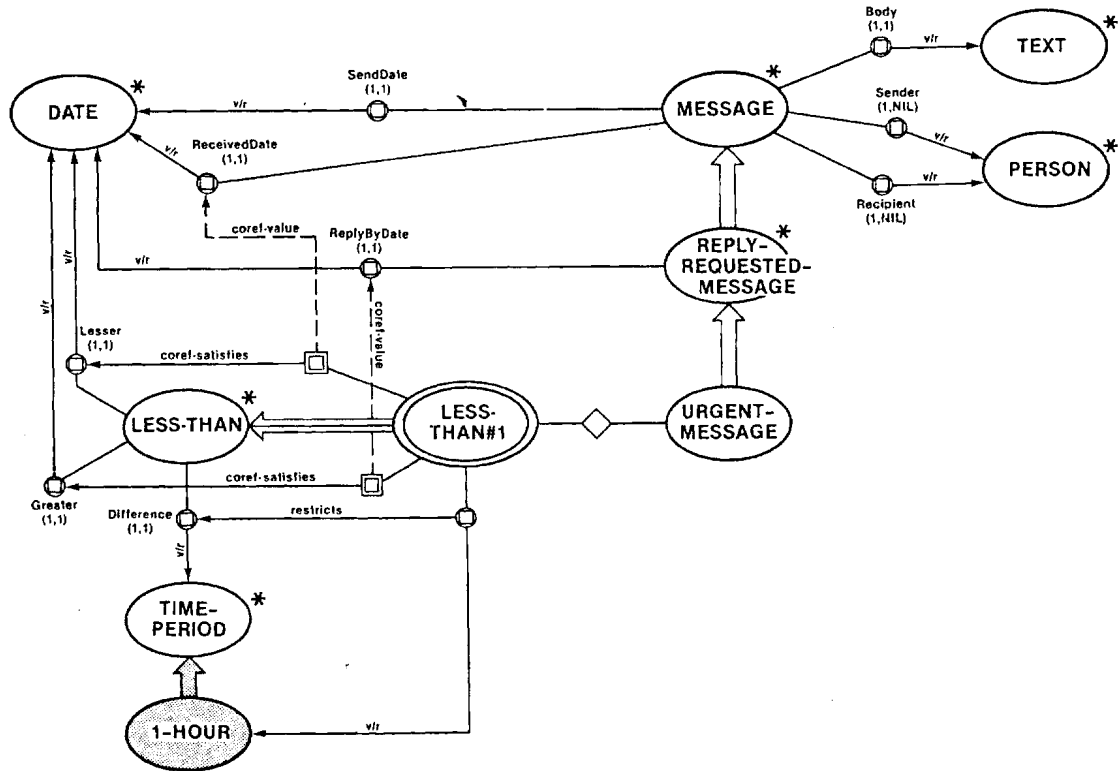 Body
(1,1)
v/r
TEXT
*
SendDate
(1,1)
v/r
DATE
*
MESSAGE
*
Sender
(1,NIL)
v/r
ReceivedDate
(1,1)
v/r
PERSON
*
v/r
Recipient
(1,NIL)
coref-value
ReplyByDate
(1,1)
v/r
REPLY-
REQUESTED-
MESSAGE
*
v/r
v/r
coref-value
Lesser
(1,1)
coref-satisfies
LESS-THAN
*
LESS-
THAN#1
URGENT-
MESSAGE
coref-satisfies
Greater
(1,1)
Difference
(1,1)
restricts
v/r
TIME-
PERIOD
*
1-HOUR
v/r